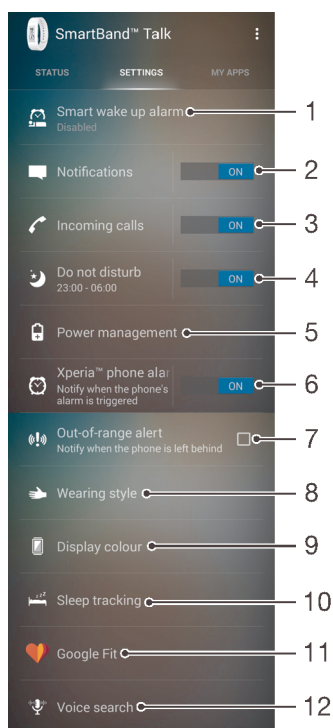 SmartBand™ Talk
STATUS SETTINGS MY APPS
Smart wake up alarm 1
Disabled
Notifications ON 2
Incoming calls ON 3
Do not disturb ON 4
23:00 - 06:00
Power management 5
Xperia™ phone alar ON 6
Notify when the phone's
alarm is triggered
Out-of-range alert 7
Notify when the phone is left behind
Wearing style 8
Display colour 9
Sleep tracking 10
Google Fit 11
Voice search 12